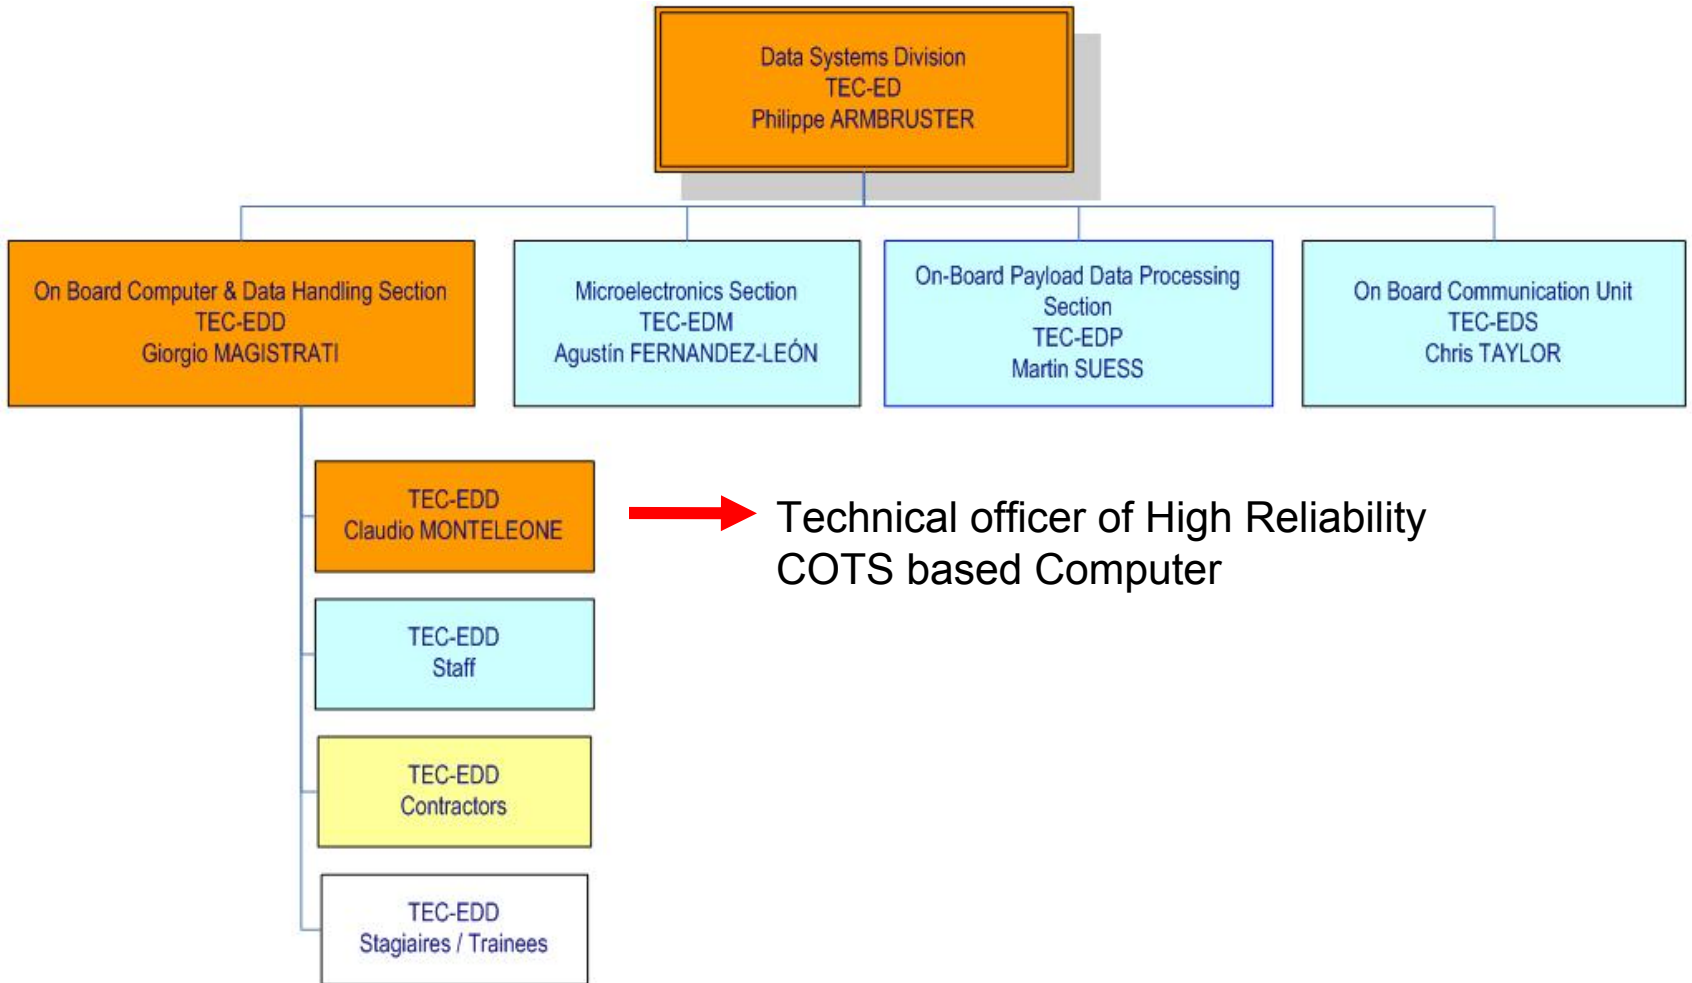 Data Systems Division
TEC-ED
Philippe ARMBRUSTER
On Board Computer & Data Handling Section
TEC-EDD
Giorgio MAGISTRATI
Microelectronics Section
TEC-EDM
Agustín FERNANDEZ-LEÓN
On-Board Payload Data Processing
Section
TEC-EDP
Martin SUESS
On Board Communication Unit
TEC-EDS
Chris TAYLOR
TEC-EDD
Claudio MONTELEONE
Technical officer of High Reliability
COTS based Computer
TEC-EDD
Staff
TEC-EDD
Contractors
TEC-EDD
Stagiaires / Trainees